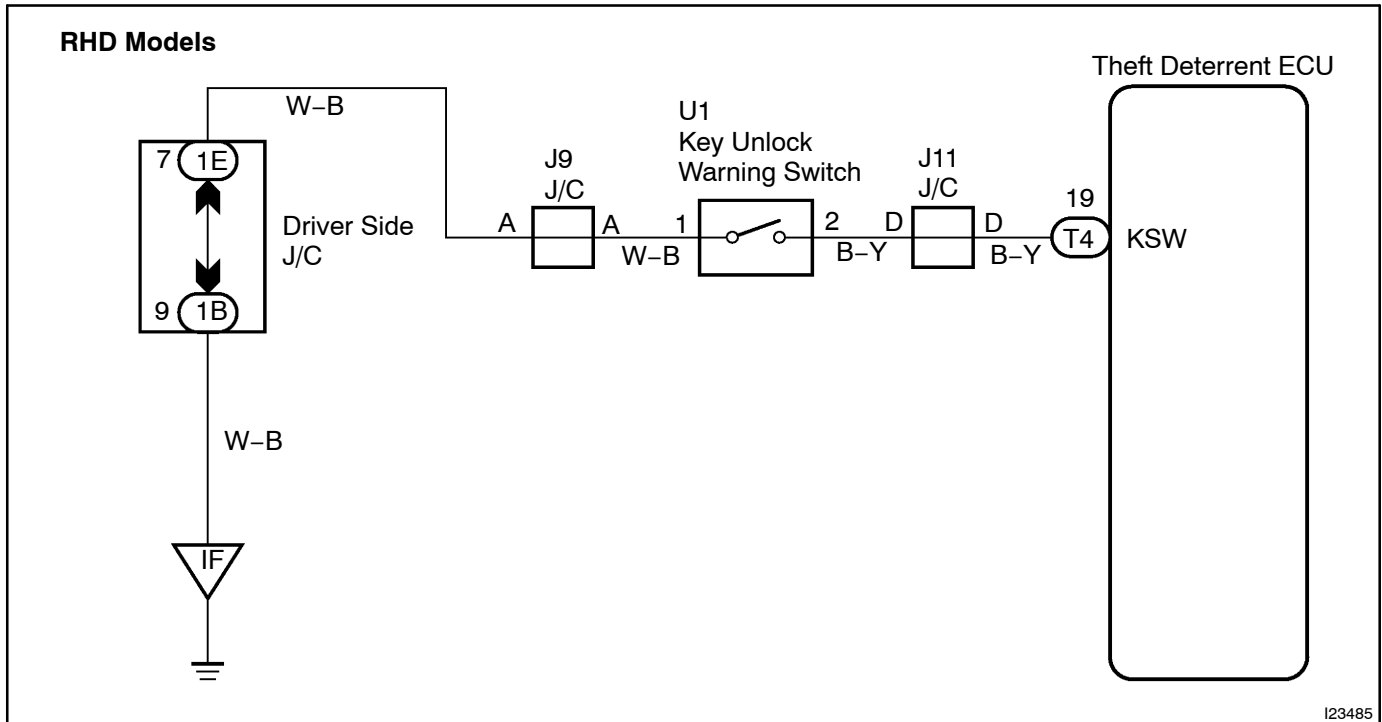 RHD Models
Theft Deterrent ECU
W–B
U1
Key Unlock
Warning Switch
J9
J/C
J11
J/C
7
1E
19
Driver Side
J/C
A
A
1
2
D
D
T4
KSW
W–B
B–Y
B–Y
9
1B
W–B
IF
I23485